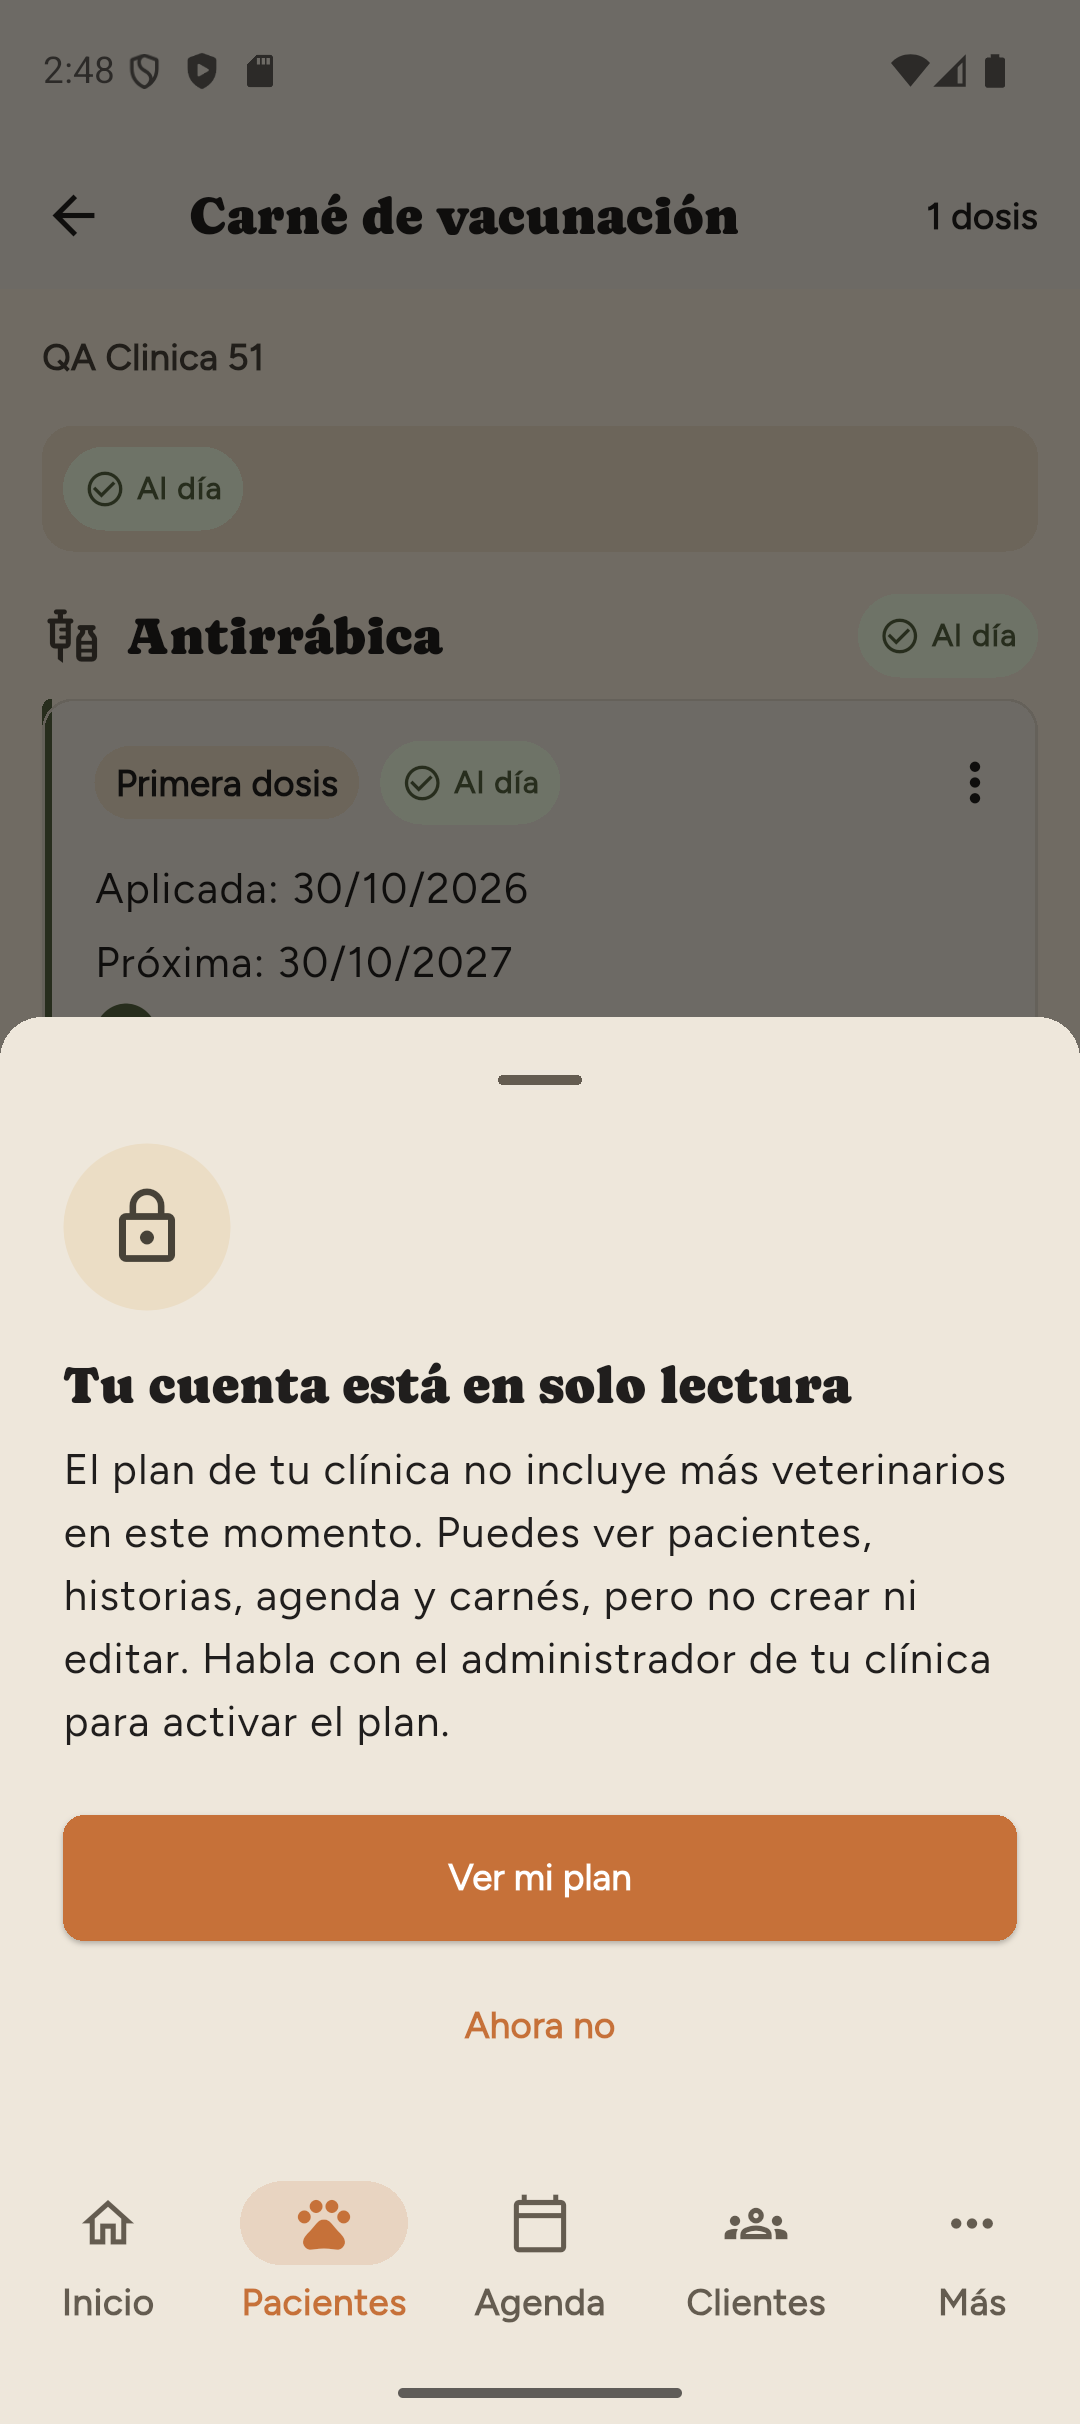 2:48
Carné de vacunación
1 dosis
QA Clinica 51
Al día
Antirrábica
Al día
Primera dosis
Al día
Aplicada: 30/10/2026
Próxima: 30/10/2027
Tu cuenta está en solo lectura
El plan de tu clínica no incluye más veterinarios
en este momento. Puedes ver pacientes,
historias, agenda y carnés, pero no crear ni
editar. Habla con el administrador de tu clínica
para activar el plan.
Ver mi plan
Ahora no
Inicio
Pacientes
Agenda
Clientes
Más